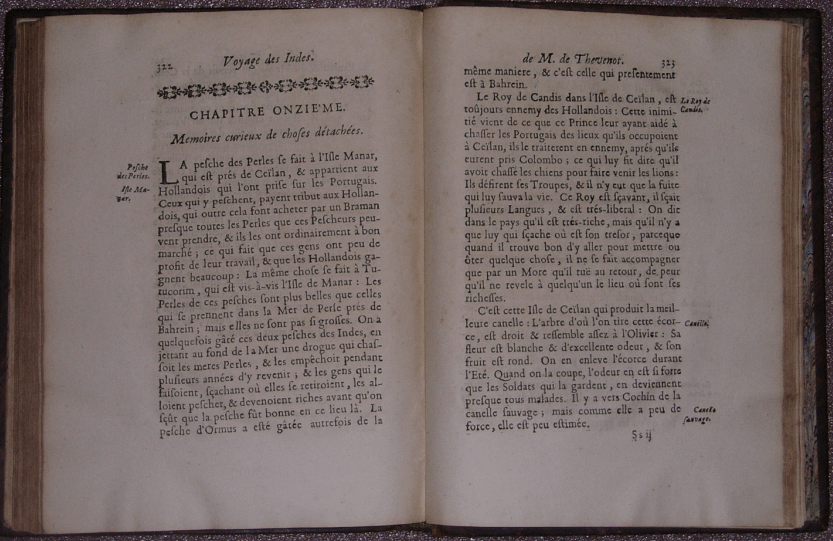 322 Voyage des Indes.
CHAPITRE ONZIE'ME.
Memoires curieux de choses détachées.
Pesche des Perles.
Isle Manar.
LA pesche des Perles se fait à l'Isle Manar,
qui est prés de Ceïlan, & appartient aux
Hollandois qui l'ont prise sur les Portugais.
Ceux qui y peschent, payent tribut aux Hollan-
dois, qui outre cela font acheter par un Braman
presque toutes les Perles que ces Pescheurs peu-
vent prendre, & ils les ont ordinairement à bon
marché ; ce qui fait que ces gens ont peu de
profit de leur travail, & que les Hollandois ga-
gnent beaucoup : La même chose se fait à Tu-
tucorim, qui est vis-à-vis l'Isle de Manar : Les
Perles de ces pesches sont plus belles que celles
qui se prennent dans la Mer de Perse prés de
Bahrein ; mais elles ne sont pas si grosses. On a
quelquefois gâté ces deux pesches des Indes, en
jettant au fond de la Mer une drogue qui chas-
soit les meres Perles, & les empêchoit pendant
plusieurs années d'y revenir ; & les gens qui le
faisoient, sçachant où elles se retiroient, les al-
loient pescher, & devenoient riches avant qu'on
sçût que la pesche fût bonne en ce lieu là. La
pesche d'Ormus a esté gâtée autrefois de la
de M. de Thevenot. 323
même maniere, & c'est celle qui presentement
est à Bahrein.
Le Roy de Candis dans l'Isle de Ceïlan, est
Le Roy de Candis.
toûjours ennemy des Hollandois : Cette inimi-
tié vient de ce que ce Prince leur ayant aidé à
chasser les Portugais des lieux qu'ils occupoient
à Ceïlan, ils le traiterent en ennemy, aprés qu'ils
eurent pris Colombo ; ce qui luy fit dire qu'il
avoit chassé les chiens pour faire venir les lions :
Ils défirent ses Troupes, & il n'y eut que la fuite
qui luy sauva la vie. Ce Roy est sçavant, il sçait
plusieurs Langues, & est trés-liberal : On dit
dans le pays qu'il est trés-riche, mais qu'il n'y a
que luy qui sçache où est son tresor, parceque
quand il trouve bon d'y aller pour mettre ou
ôter quelque chose, il ne se fait accompagner
que par un More qu'il tuë au retour, de peur
qu'il ne revele à quelqu'un le lieu où sont ses
richesses.
C'est cette Isle de Ceïlan qui produit la meil-
leure canelle : L'arbre d'où l'on tire cette écor-
Canelle.
ce, est droit & ressemble assez à l'Olivier : Sa
fleur est blanche & d'excellente odeur, & son
fruit est rond. On en enleve l'écorce durant
l'Eté. Quand on la coupe, l'odeur en est si forte
que les Soldats qui la gardent, en deviennent
presque tous malades. Il y a vers Cochin de la
canelle sauvage ; mais comme elle a peu de
Canelle sauvage.
force, elle est peu estimée.
Ss ij